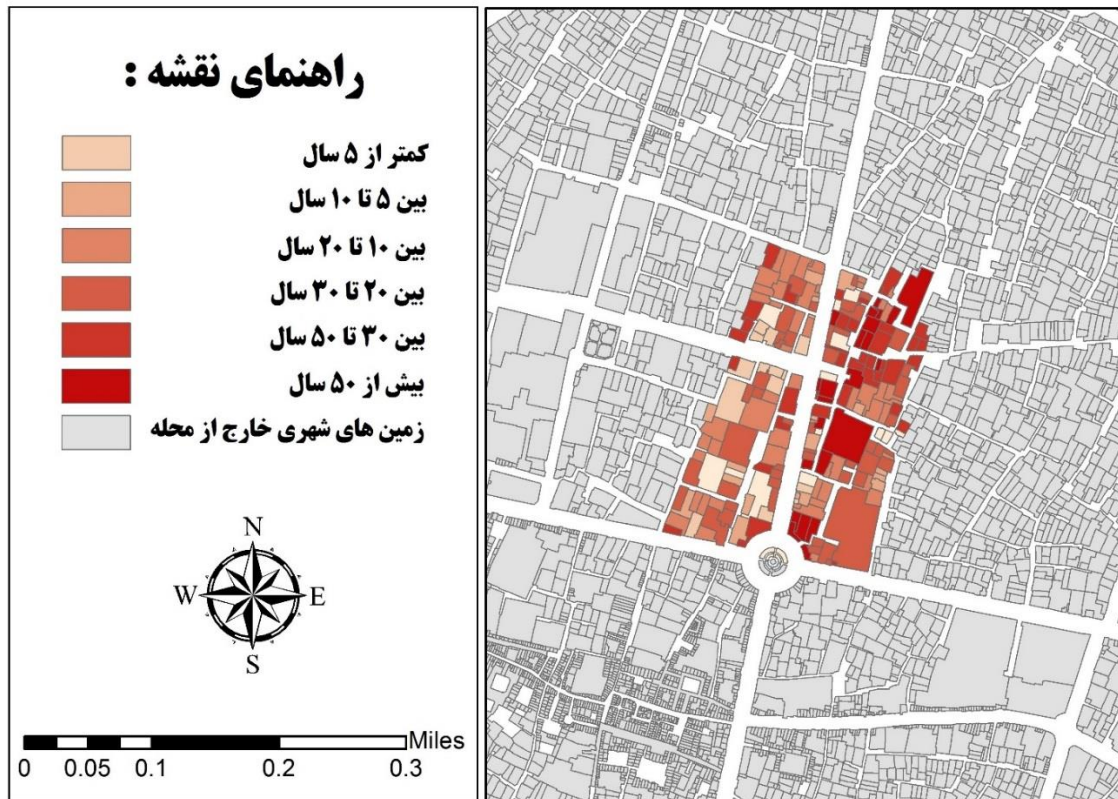 راهنمای نقشه :
کمتر از ۵ سال
بین ۵ تا ۱۰ سال
بین ۱۰ تا ۲۰ سال
بین ۲۰ تا ۳۰ سال
بین ۳۰ تا ۵۰ سال
بیش از ۵۰ سال
زمین های شهری خارج از محله
N
W E
S
Miles
0 0.05 0.1 0.2 0.3